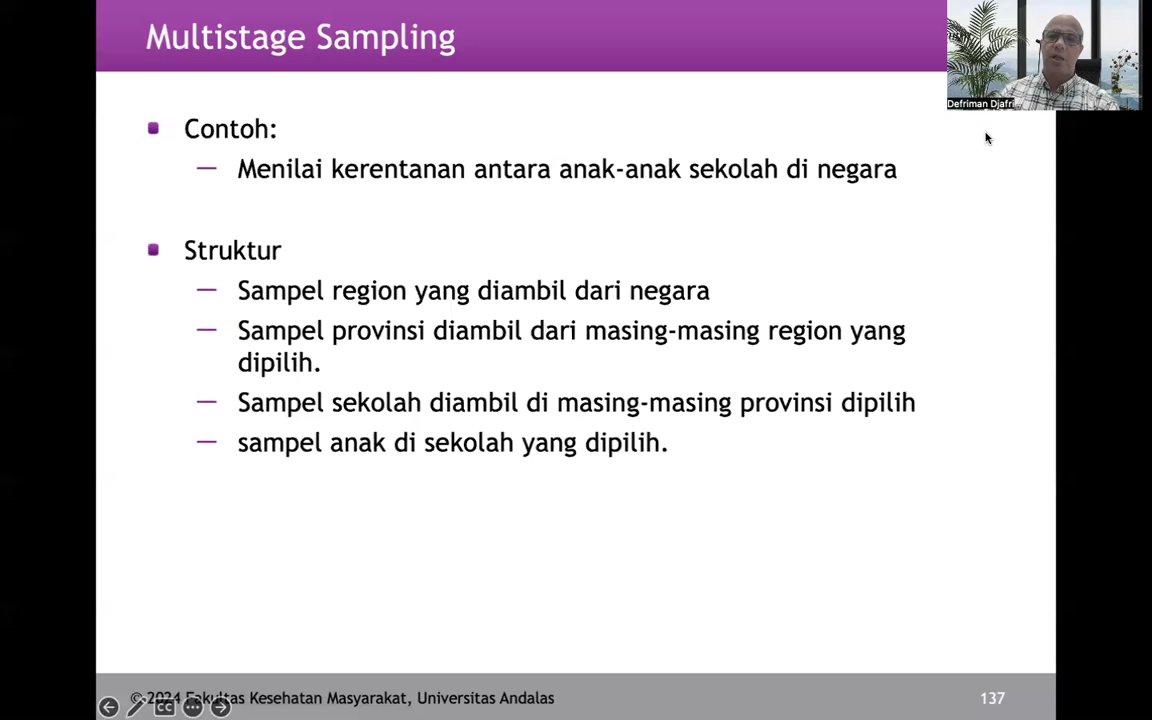 Multistage Sampling
Defriman Djafri...
Contoh:
— Menilai kerentanan antara anak-anak sekolah di negara
Struktur
— Sampel region yang diambil dari negara
— Sampel provinsi diambil dari masing-masing region yang
dipilih.
— Sampel sekolah diambil di masing-masing provinsi dipilih
— sampel anak di sekolah yang dipilih.
©2024 Fakultas Kesehatan Masyarakat, Universitas Andalas
CC
137